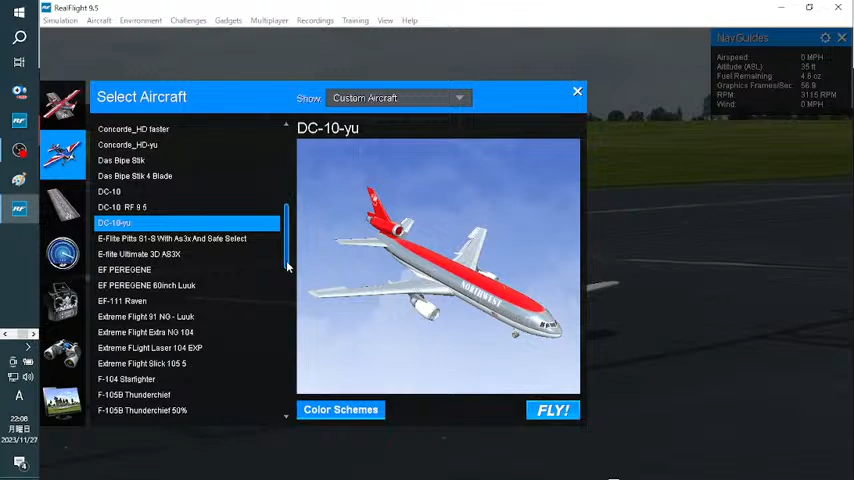 RealFlight 9.5
Simulation Aircraft Environment Challenges Gadgets Multiplayer Recordings Training View Help
NavGuides
Airspeed: 0 MPH
Altitude (ASL) 35 ft
Fuel Remaining: 4.6 oz
Graphics Frames/Sec: 56.9
RPM: 3115 RPM
Wind: 0 MPH
Select Aircraft
Show: Custom Aircraft
Concorde_HD faster
Concorde_HD-yu
Das Bipe Stik
Das Bipe Stik 4 Blade
DC-10
DC-10 RF 9 5
DC-10-yu
E-Flite Pitts S1-S With As3x And Safe Select
E-flite Ultimate 3D AS3X
EF PEREGENE
EF PEREGENE 60inch Luuk
EF-111 Raven
Extreme Flight 91 NG - Luuk
Extreme Flight Extra NG 104
Extreme FLight Laser 104 EXP
Extreme Flight Slick 105 5
F-104 Starfighter
F-105B Thunderchief
F-105B Thunderchief 50%
DC-10-yu
NORTHWEST
Color Schemes
FLY!
RF
RF
A
22:08
月曜日
2023/11/27
4